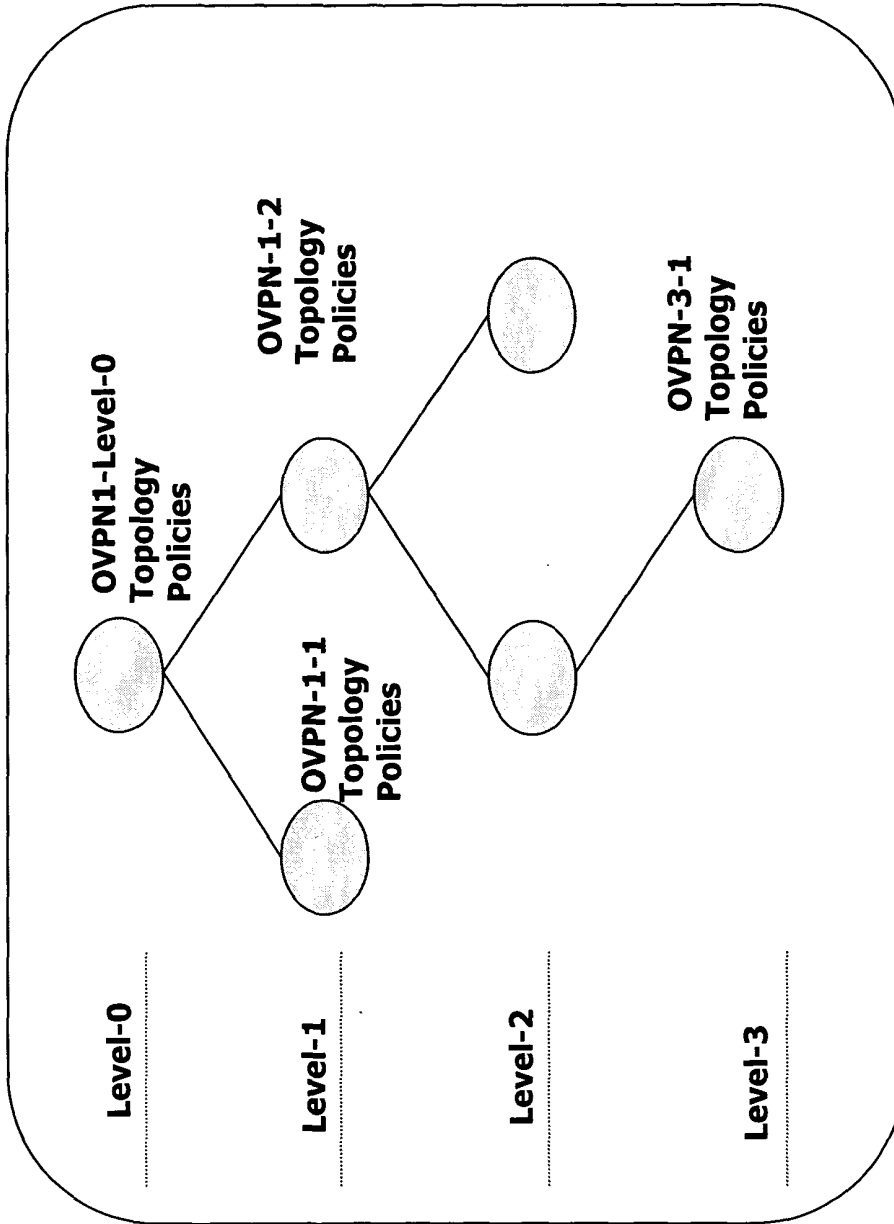 Level-0
OVPN1-Level-0
Topology
Policies
Level-1
OVPN-1-1
Topology
Policies
OVPN-1-2
Topology
Policies
Level-2
Level-3
OVPN-3-1
Topology
Policies